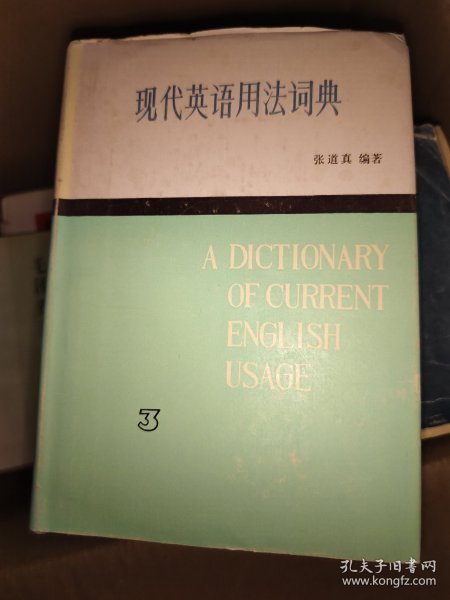 现代英语用法词典
张道真 编著
A DICTIONARY
OF CURRENT
ENGLISH
USAGE
3
孔夫子旧书网
www.kongfz.com